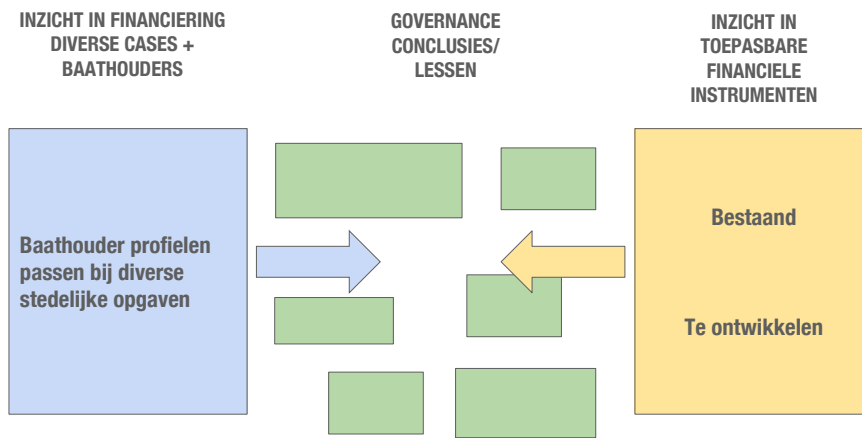 INZICHT IN FINANCIERING
DIVERSE CASES +
BAATHOUDERS
GOVERNANCE
CONCLUSIES/
LESSEN
INZICHT IN
TOEPASBARE
FINANCIELE
INSTRUMENTEN
Baathouder profielen
passen bij diverse
stedelijke opgaven
Bestaand
Te ontwikkelen